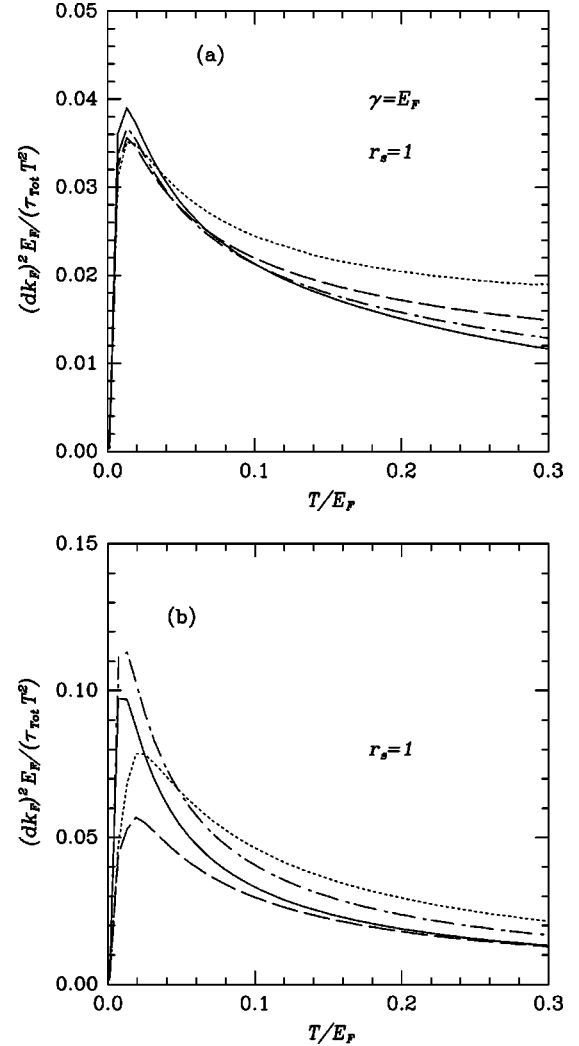 0.05
(a)
0.04
γ=E_F
r_s=1
0.03
(dk_F)² E_F/(τ_Tot T²)
0.02
0.01
0.00
0.0 0.1 0.2 0.3
T/E_F
0.15
(b)
0.10
r_s=1
(dk_F)² E_F/(τ_Tot T²)
0.05
0.00
0.0 0.1 0.2 0.3
T/E_F